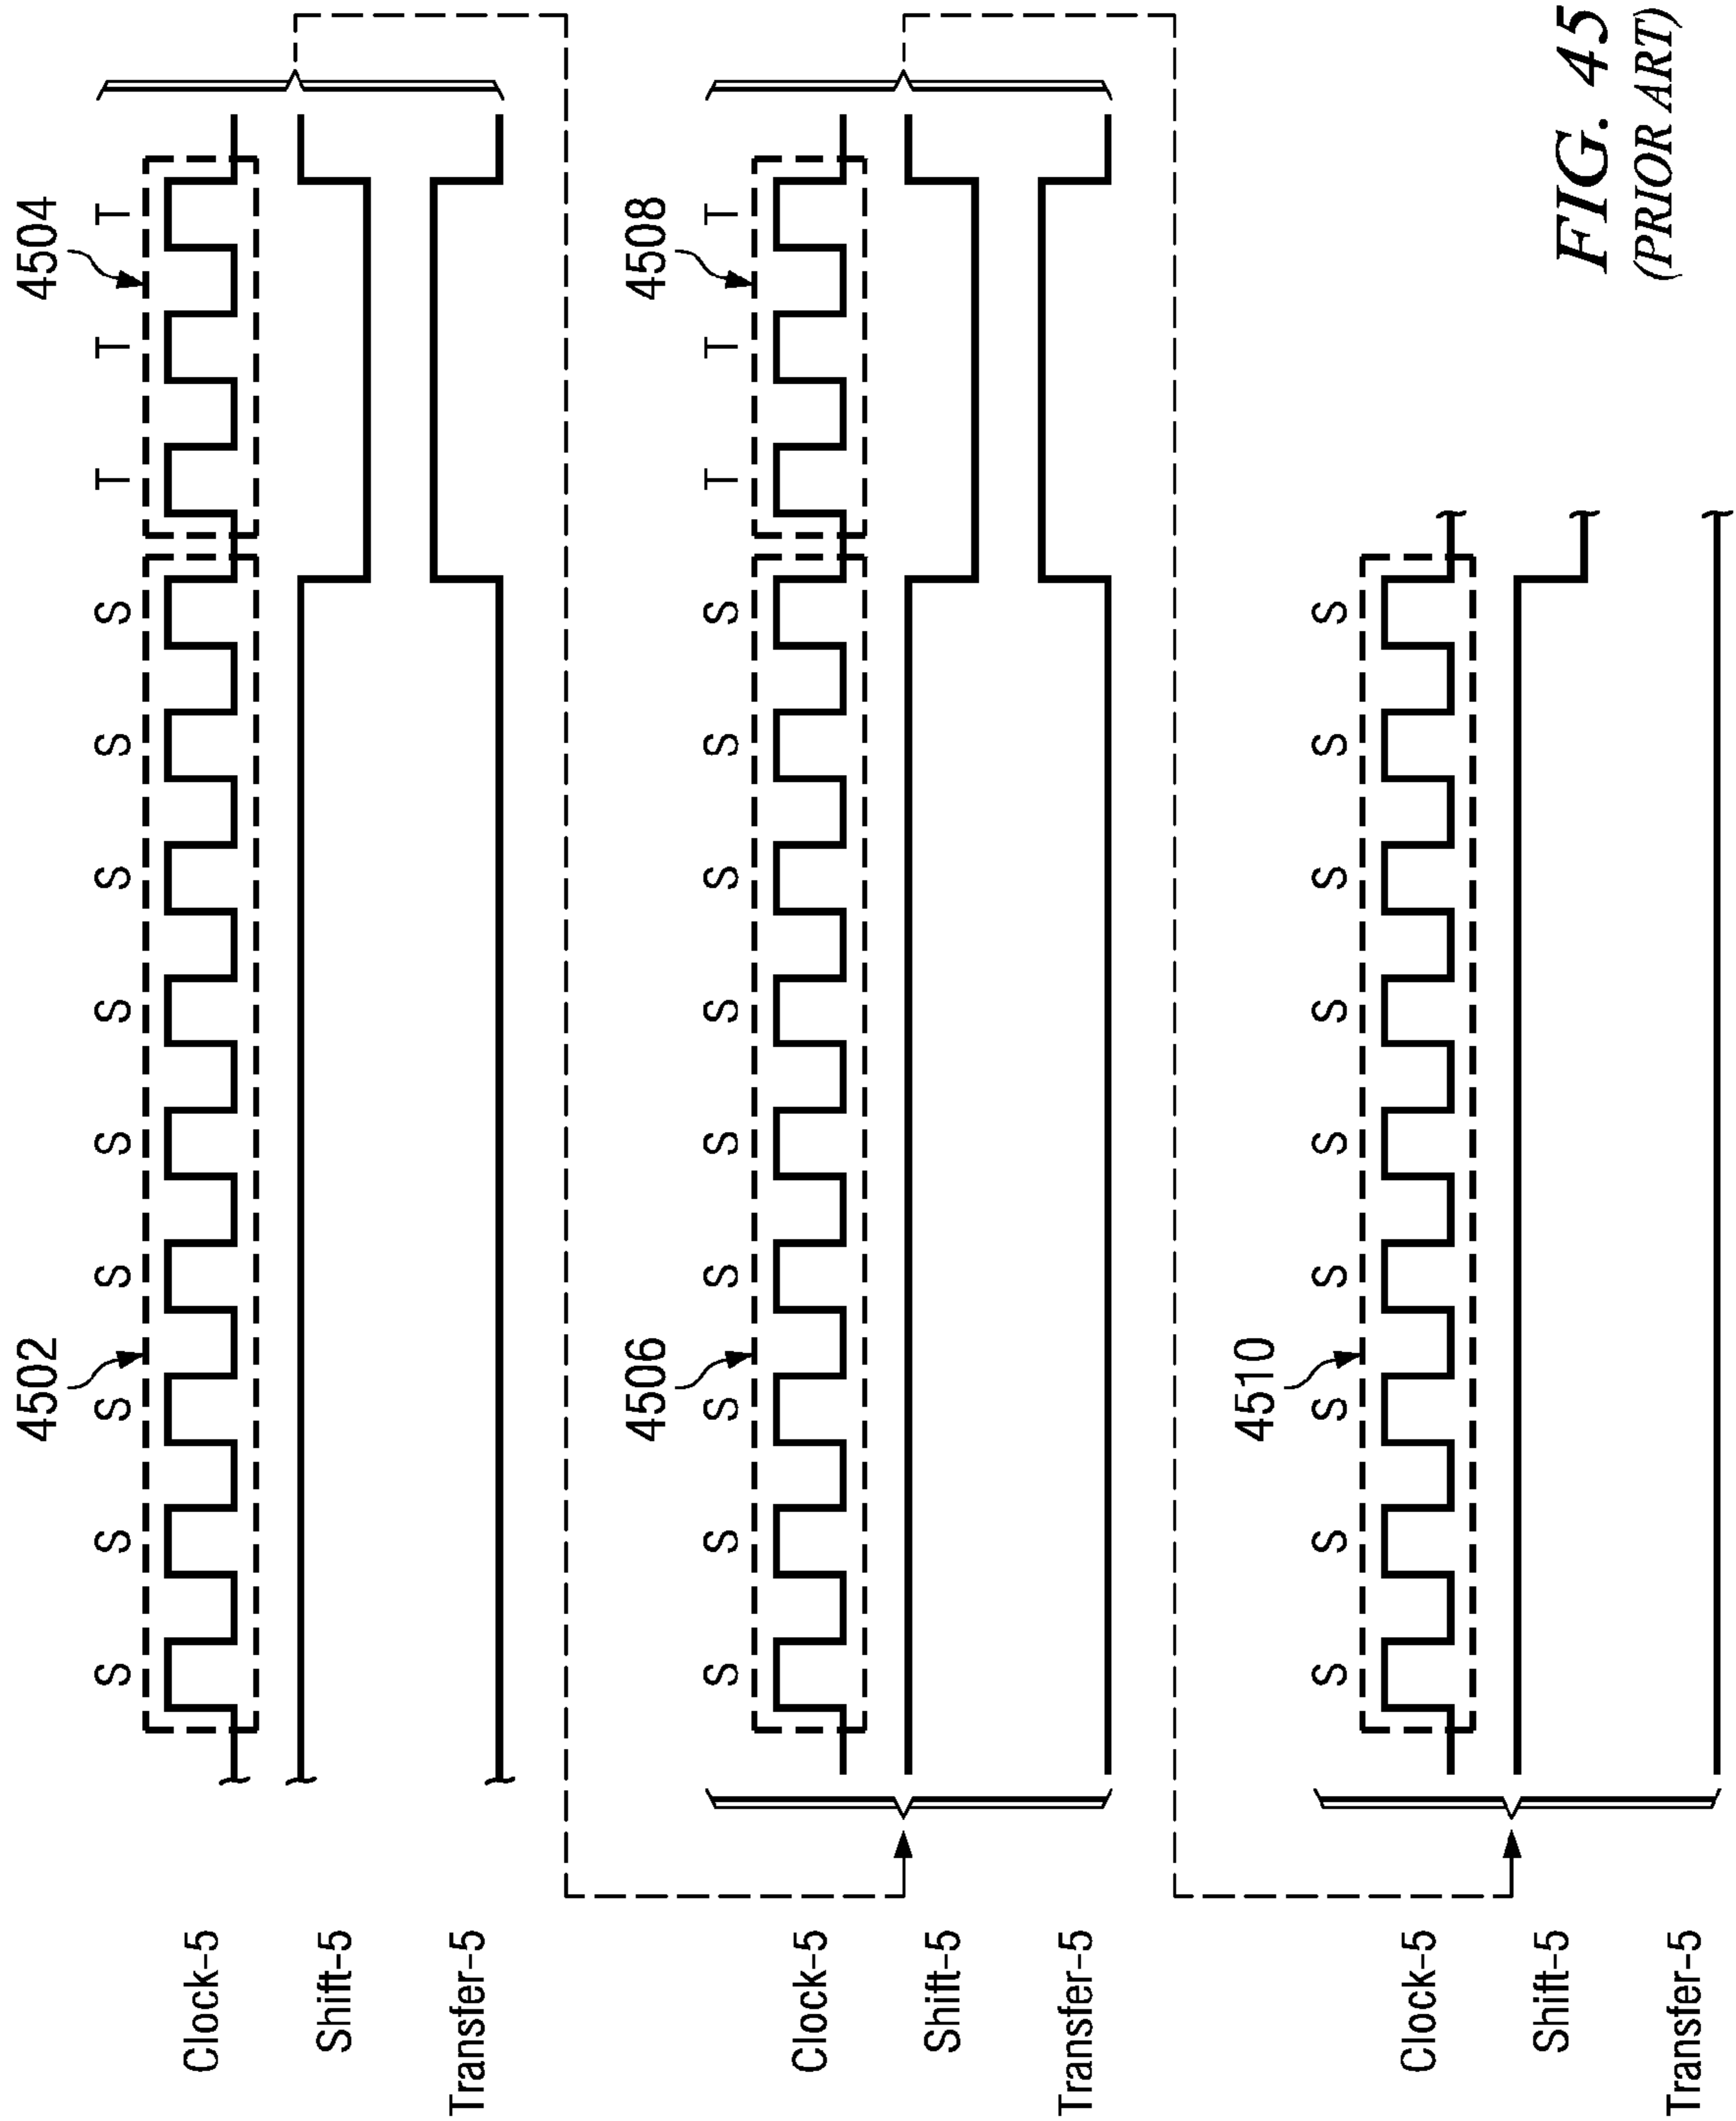 4502 4504
S S S S S S S S S T T T
Clock-5
Shift-5
Transfer-5
4506 4508
S S S S S S S S S T T T
Clock-5
Shift-5
Transfer-5
4510
S S S S S S S S S
Clock-5
Shift-5
Transfer-5
FIG. 45
(PRIOR ART)